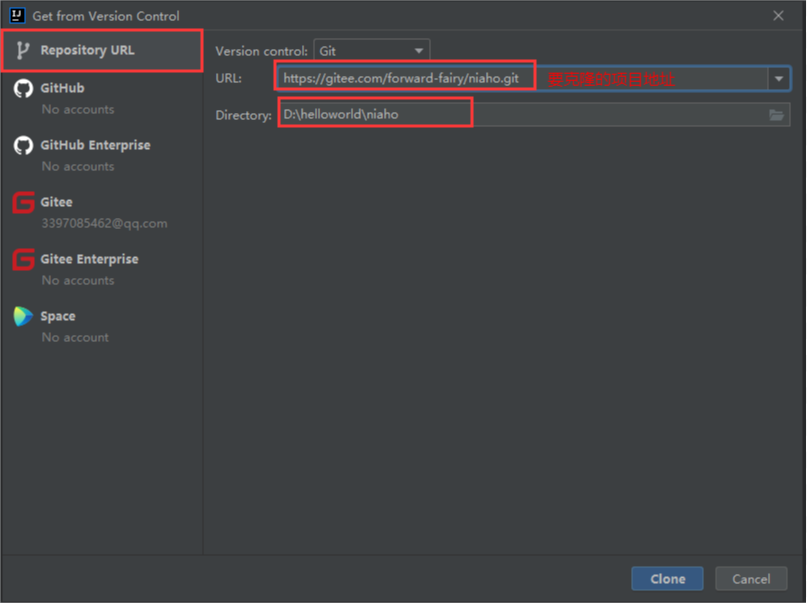 Get from Version Control
Repository URL
GitHub
No accounts
GitHub Enterprise
No accounts
Gitee
3397085462@qq.com
Gitee Enterprise
No accounts
Space
No account
Version control: Git
URL: https://gitee.com/forward-fairy/niaho.git 要克隆的项目地址
Directory: D:\helloworld\niaho
Clone
Cancel